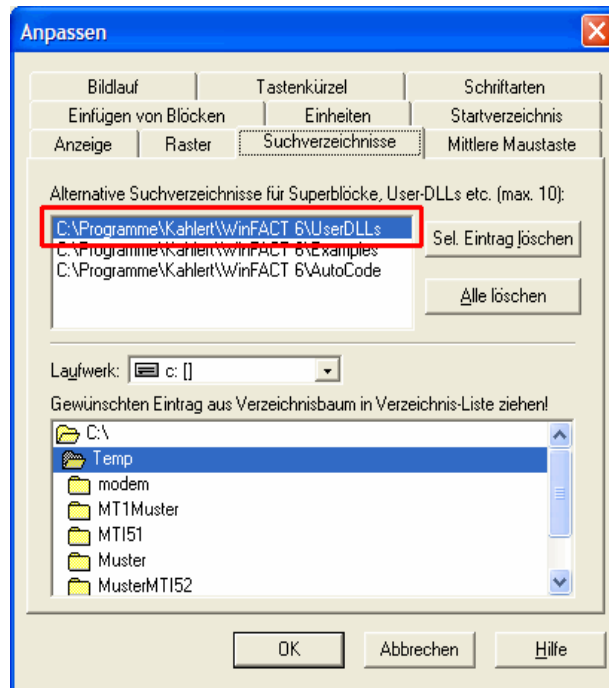 Anpassen
Bildlauf Tastenkürzel Schriftarten
Einfügen von Blöcken Einheiten Startverzeichnis
Anzeige Raster Suchverzeichnisse Mittlere Maustaste
Alternative Suchverzeichnisse für Superblöcke, User-DLLs etc. (max. 10):
C:\Programme\Kahlert\WinFACT 6\UserDLLs
C:\Programme\Kahlert\WinFACT 6\Examples
C:\Programme\Kahlert\WinFACT 6\AutoCode
Sel. Eintrag löschen
Alle löschen
Laufwerk: c: []
Gewünschten Eintrag aus Verzeichnisbaum in Verzeichnis-Liste ziehen!
C:\
Temp
modem
MT1Muster
MTI51
Muster
MusterMTI52
OK Abbrechen Hilfe